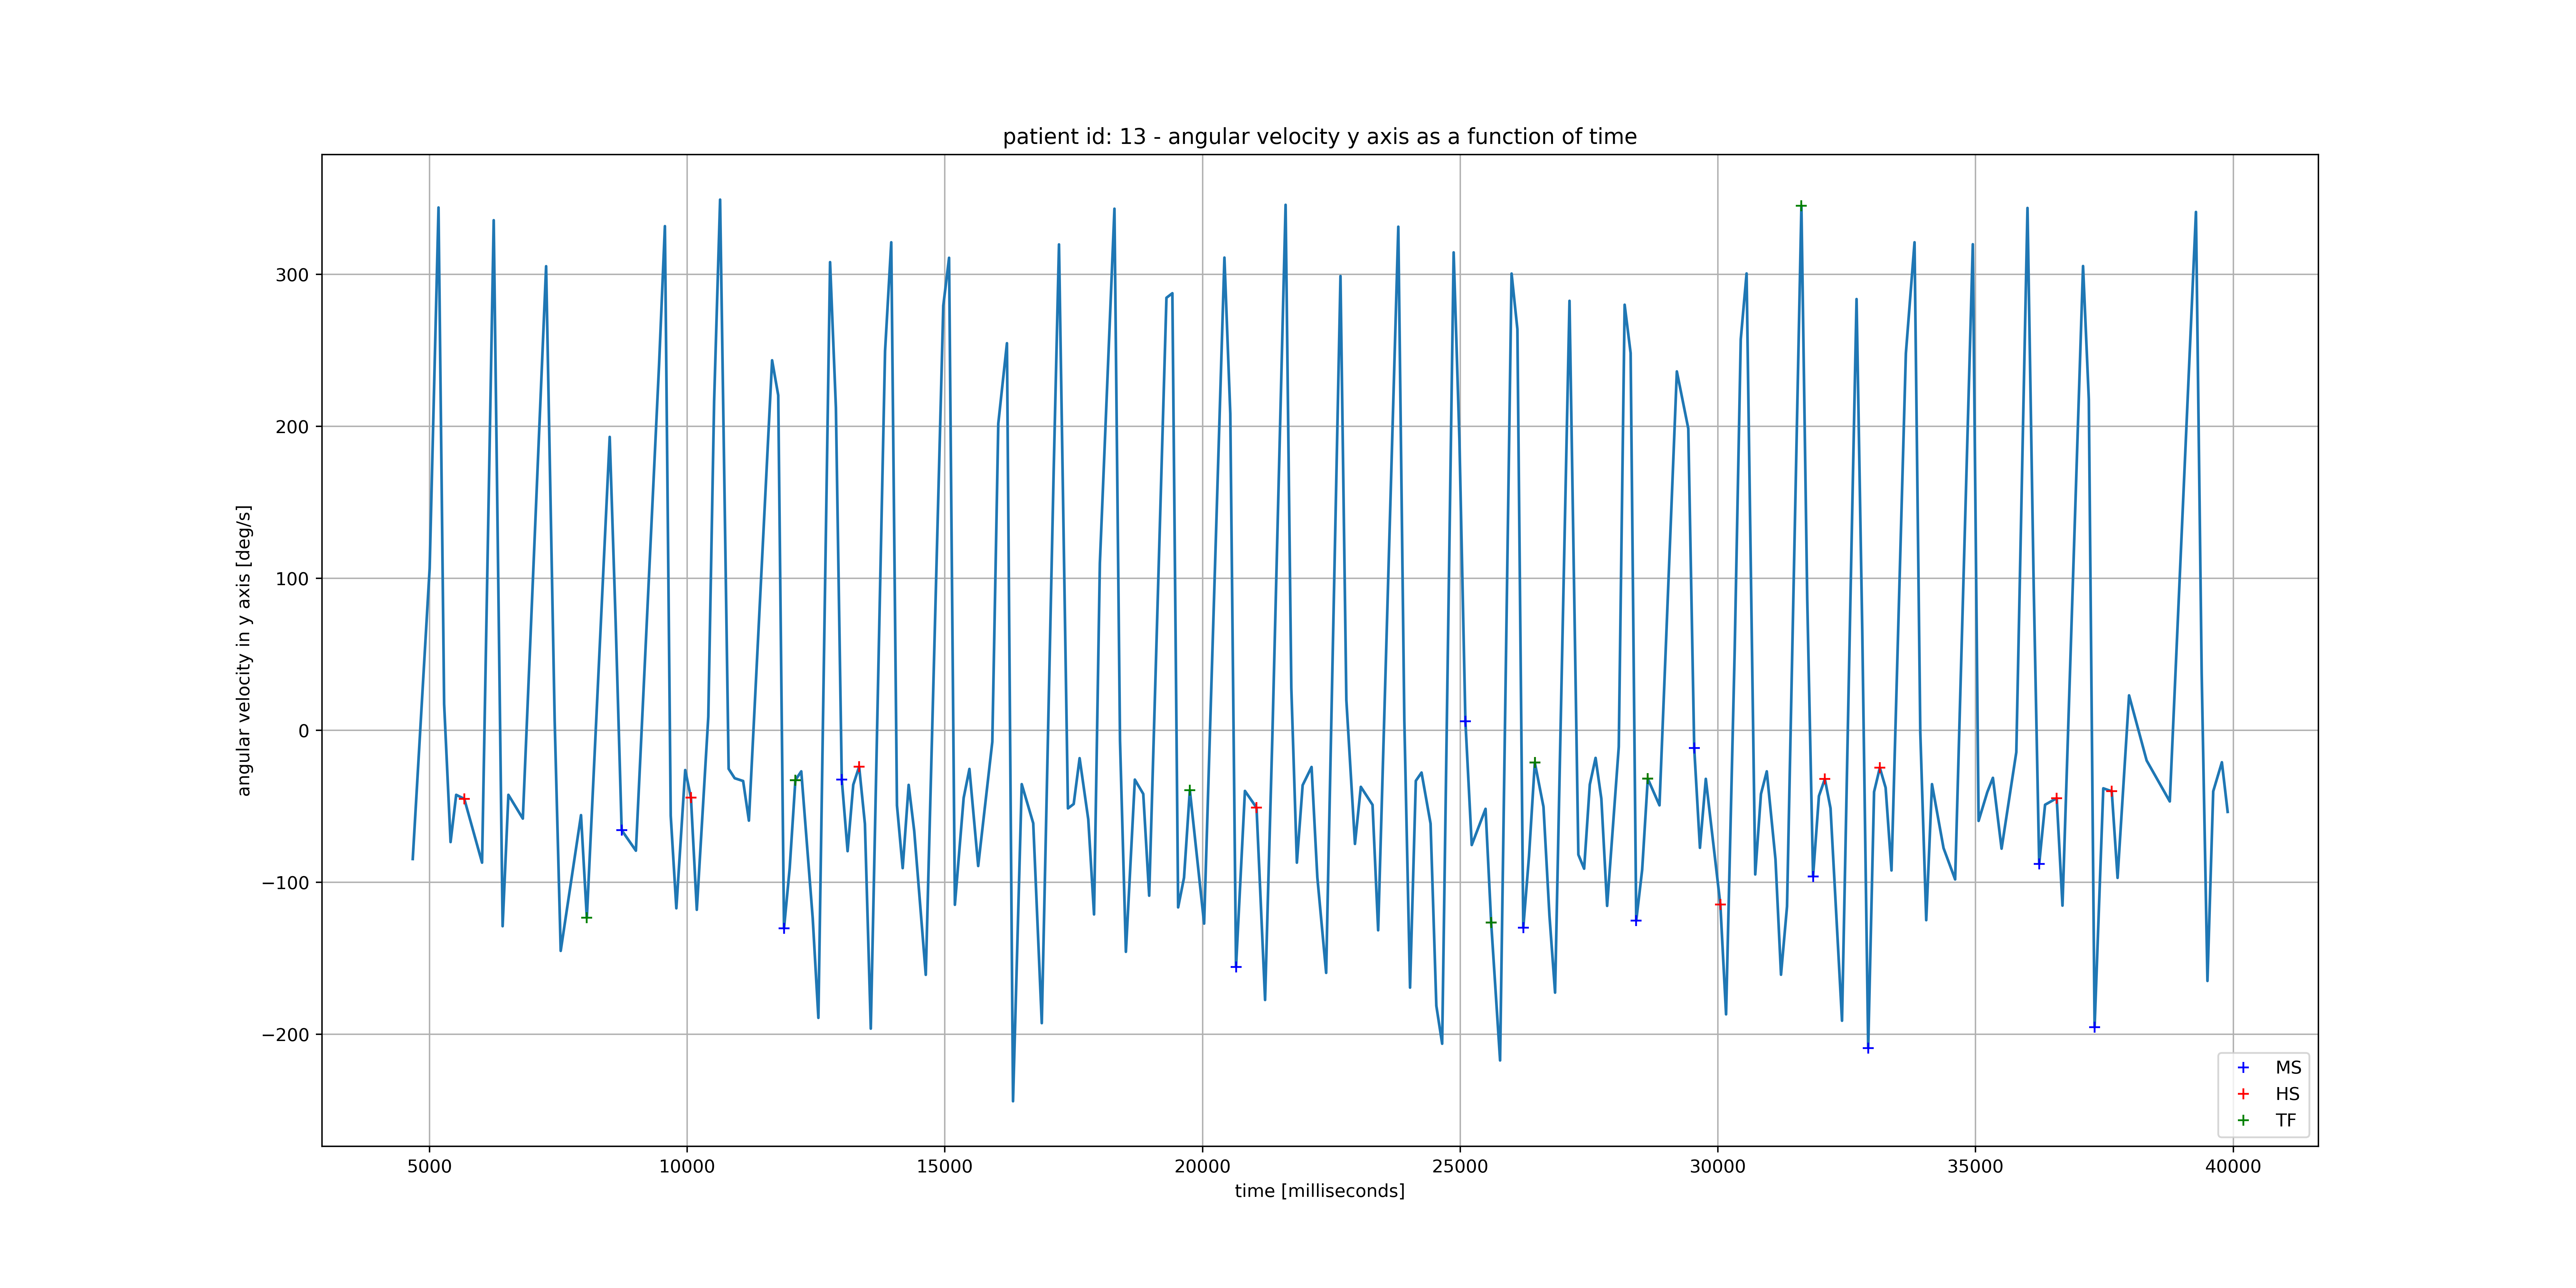 patient id: 13 - angular velocity y axis as a function of time
angular velocity in y axis [deg/s]
300
200
100
0
−100
−200
5000
10000
15000
20000
25000
30000
35000
40000
time [milliseconds]
MS
HS
TF